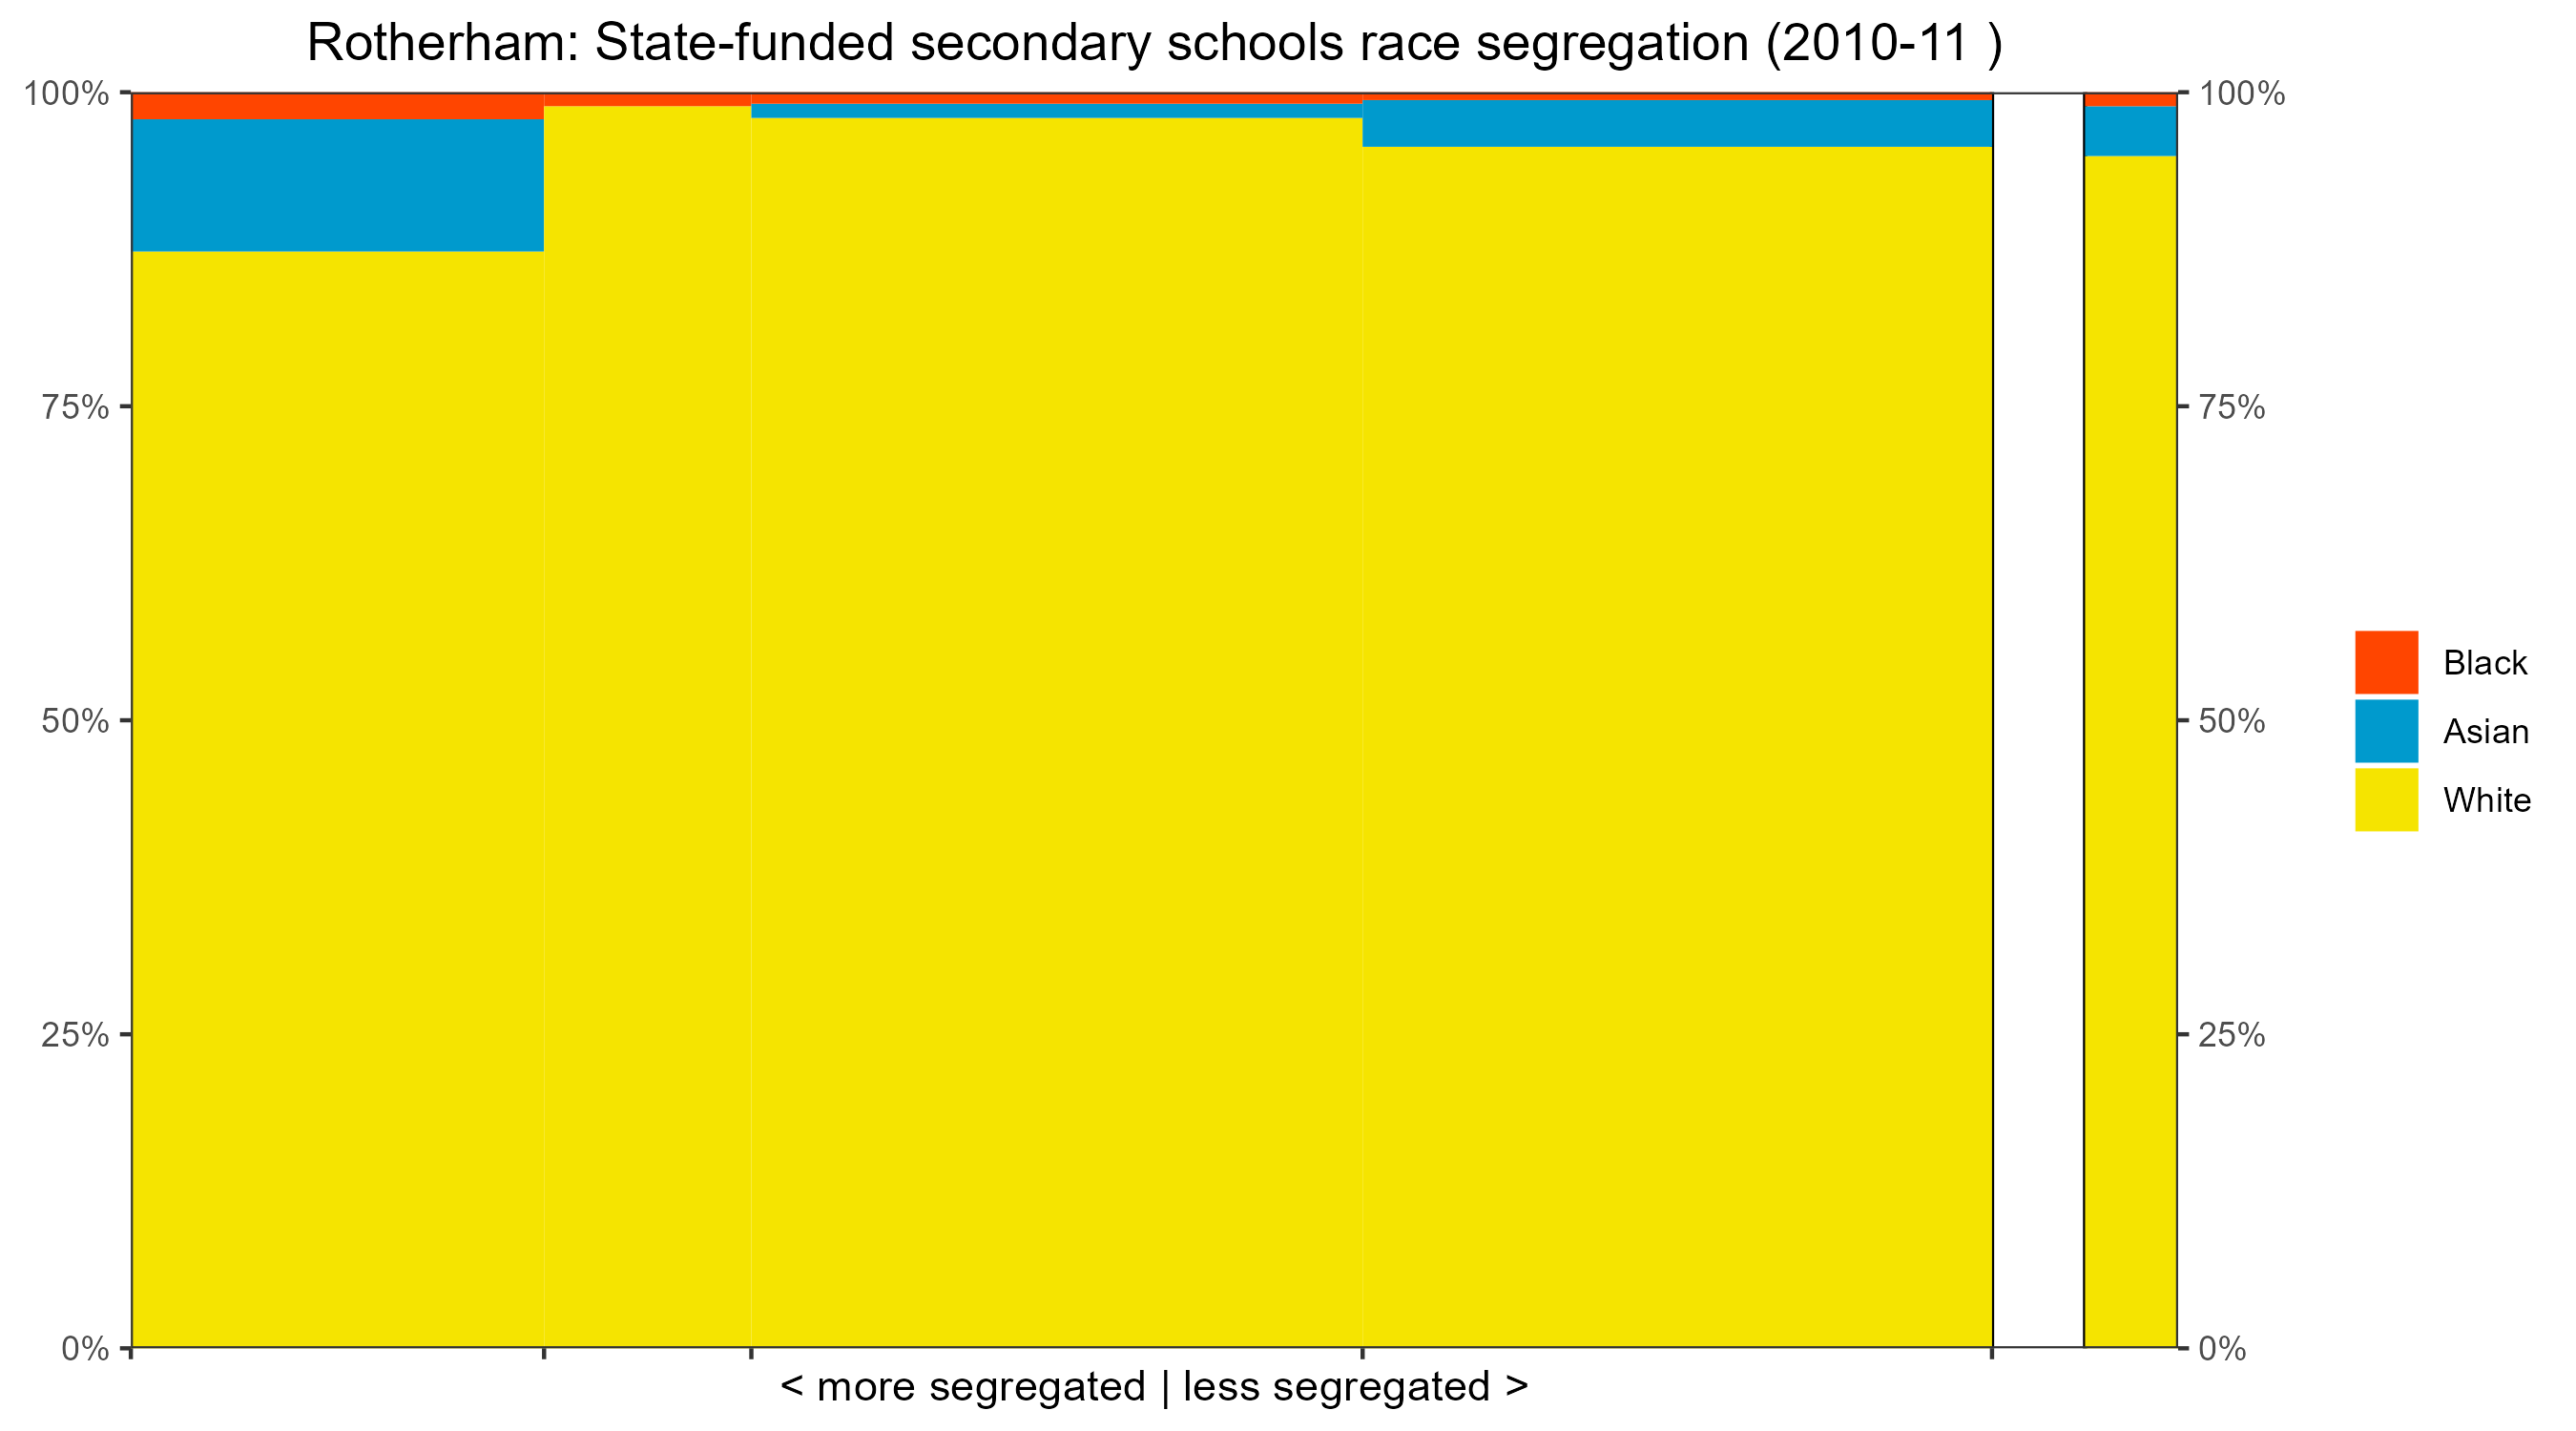 Rotherham: State-funded secondary schools race segregation (2010-11 )
100%
75%
50%
25%
0%
100%
75%
50%
25%
0%
Black
Asian
White
< more segregated | less segregated >